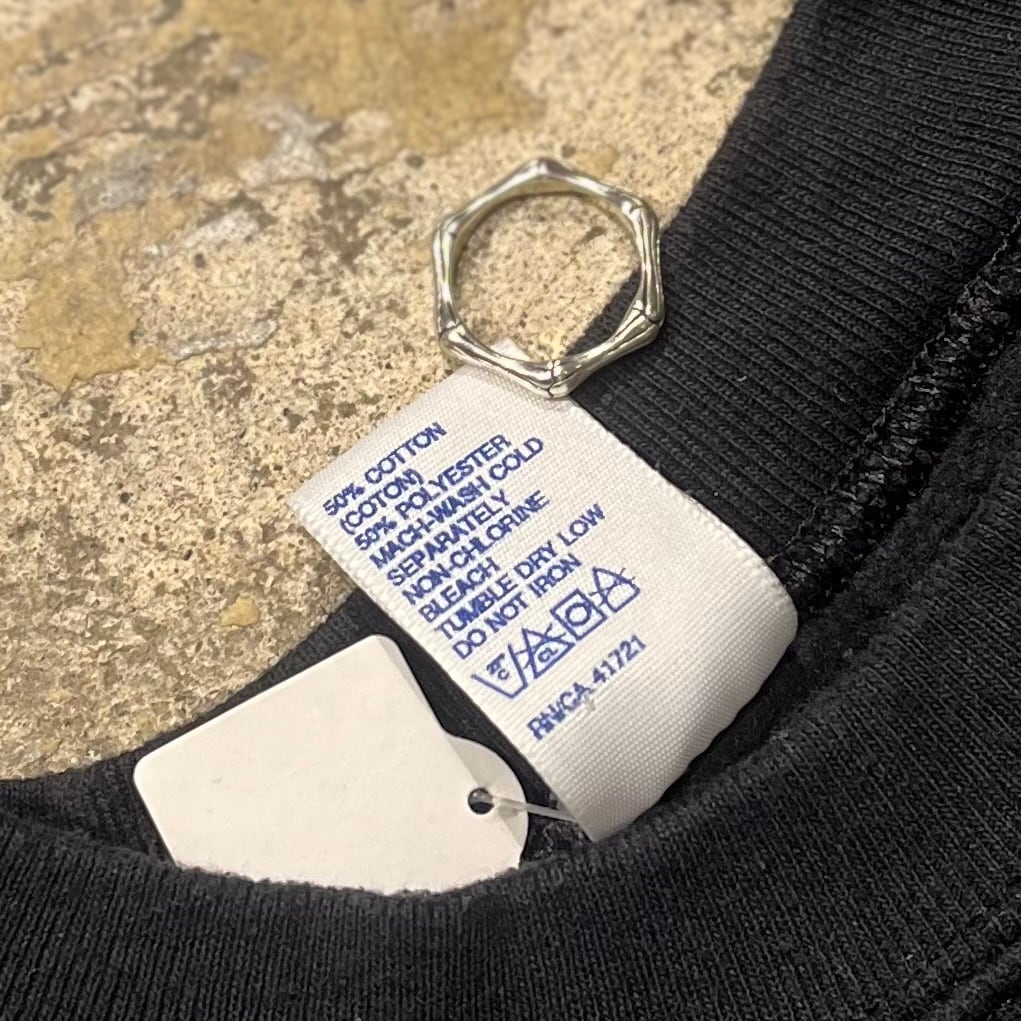 50% COTTON
(COTON)
50% POLYESTER
MACH-WASH COLD
SEPARATELY
NON-CHLORINE
BLEACH
TUMBLE DRY LOW
DO NOT IRON
CL
RN/CA 41721